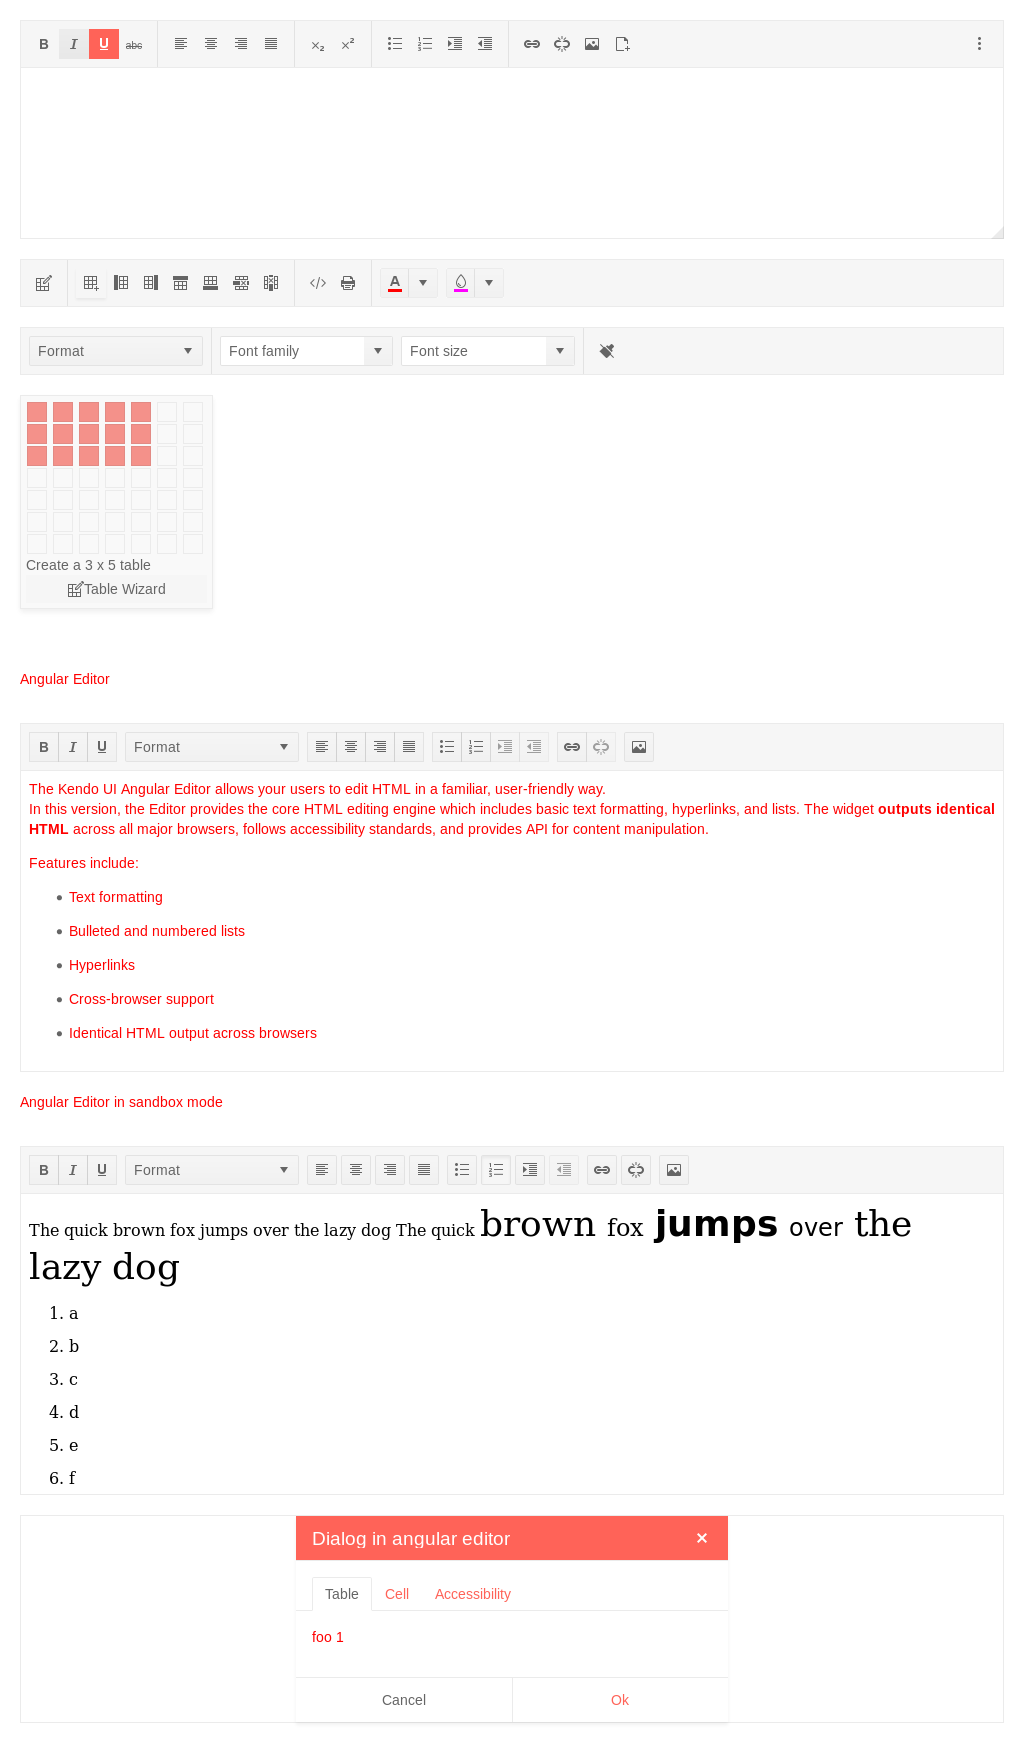 B I U abc
A
Format Font family Font size
Create a 3 x 5 table
Table Wizard
Angular Editor
B I U Format
The Kendo UI Angular Editor allows your users to edit HTML in a familiar, user-friendly way.
In this version, the Editor provides the core HTML editing engine which includes basic text formatting, hyperlinks, and lists. The widget outputs identical
HTML across all major browsers, follows accessibility standards, and provides API for content manipulation.
Features include:
Text formatting
Bulleted and numbered lists
Hyperlinks
Cross-browser support
Identical HTML output across browsers
Angular Editor in sandbox mode
B I U Format
The quick brown fox jumps over the lazy dog The quick brown fox jumps over the
lazy dog
1. a
2. b
3. c
4. d
5. e
6. f
Dialog in angular editor
Table Cell Accessibility
foo 1
Cancel Ok